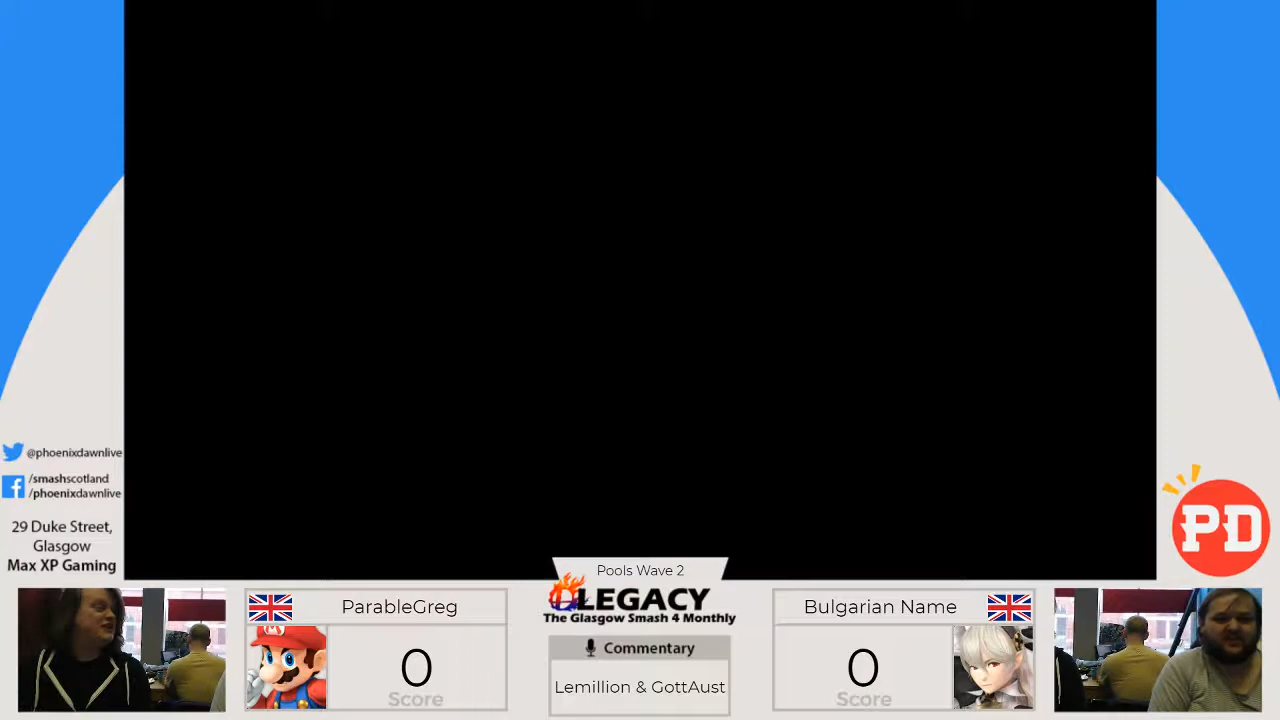 @phoenixdawnlive
/smashscotland
/phoenixdawnlive
29 Duke Street,
Glasgow
Max XP Gaming
PD
Pools Wave 2
LEGACY
The Glasgow Smash 4 Monthly
Commentary
Lemillion & GottAust
ParableGreg
0
Score
Bulgarian Name
0
Score